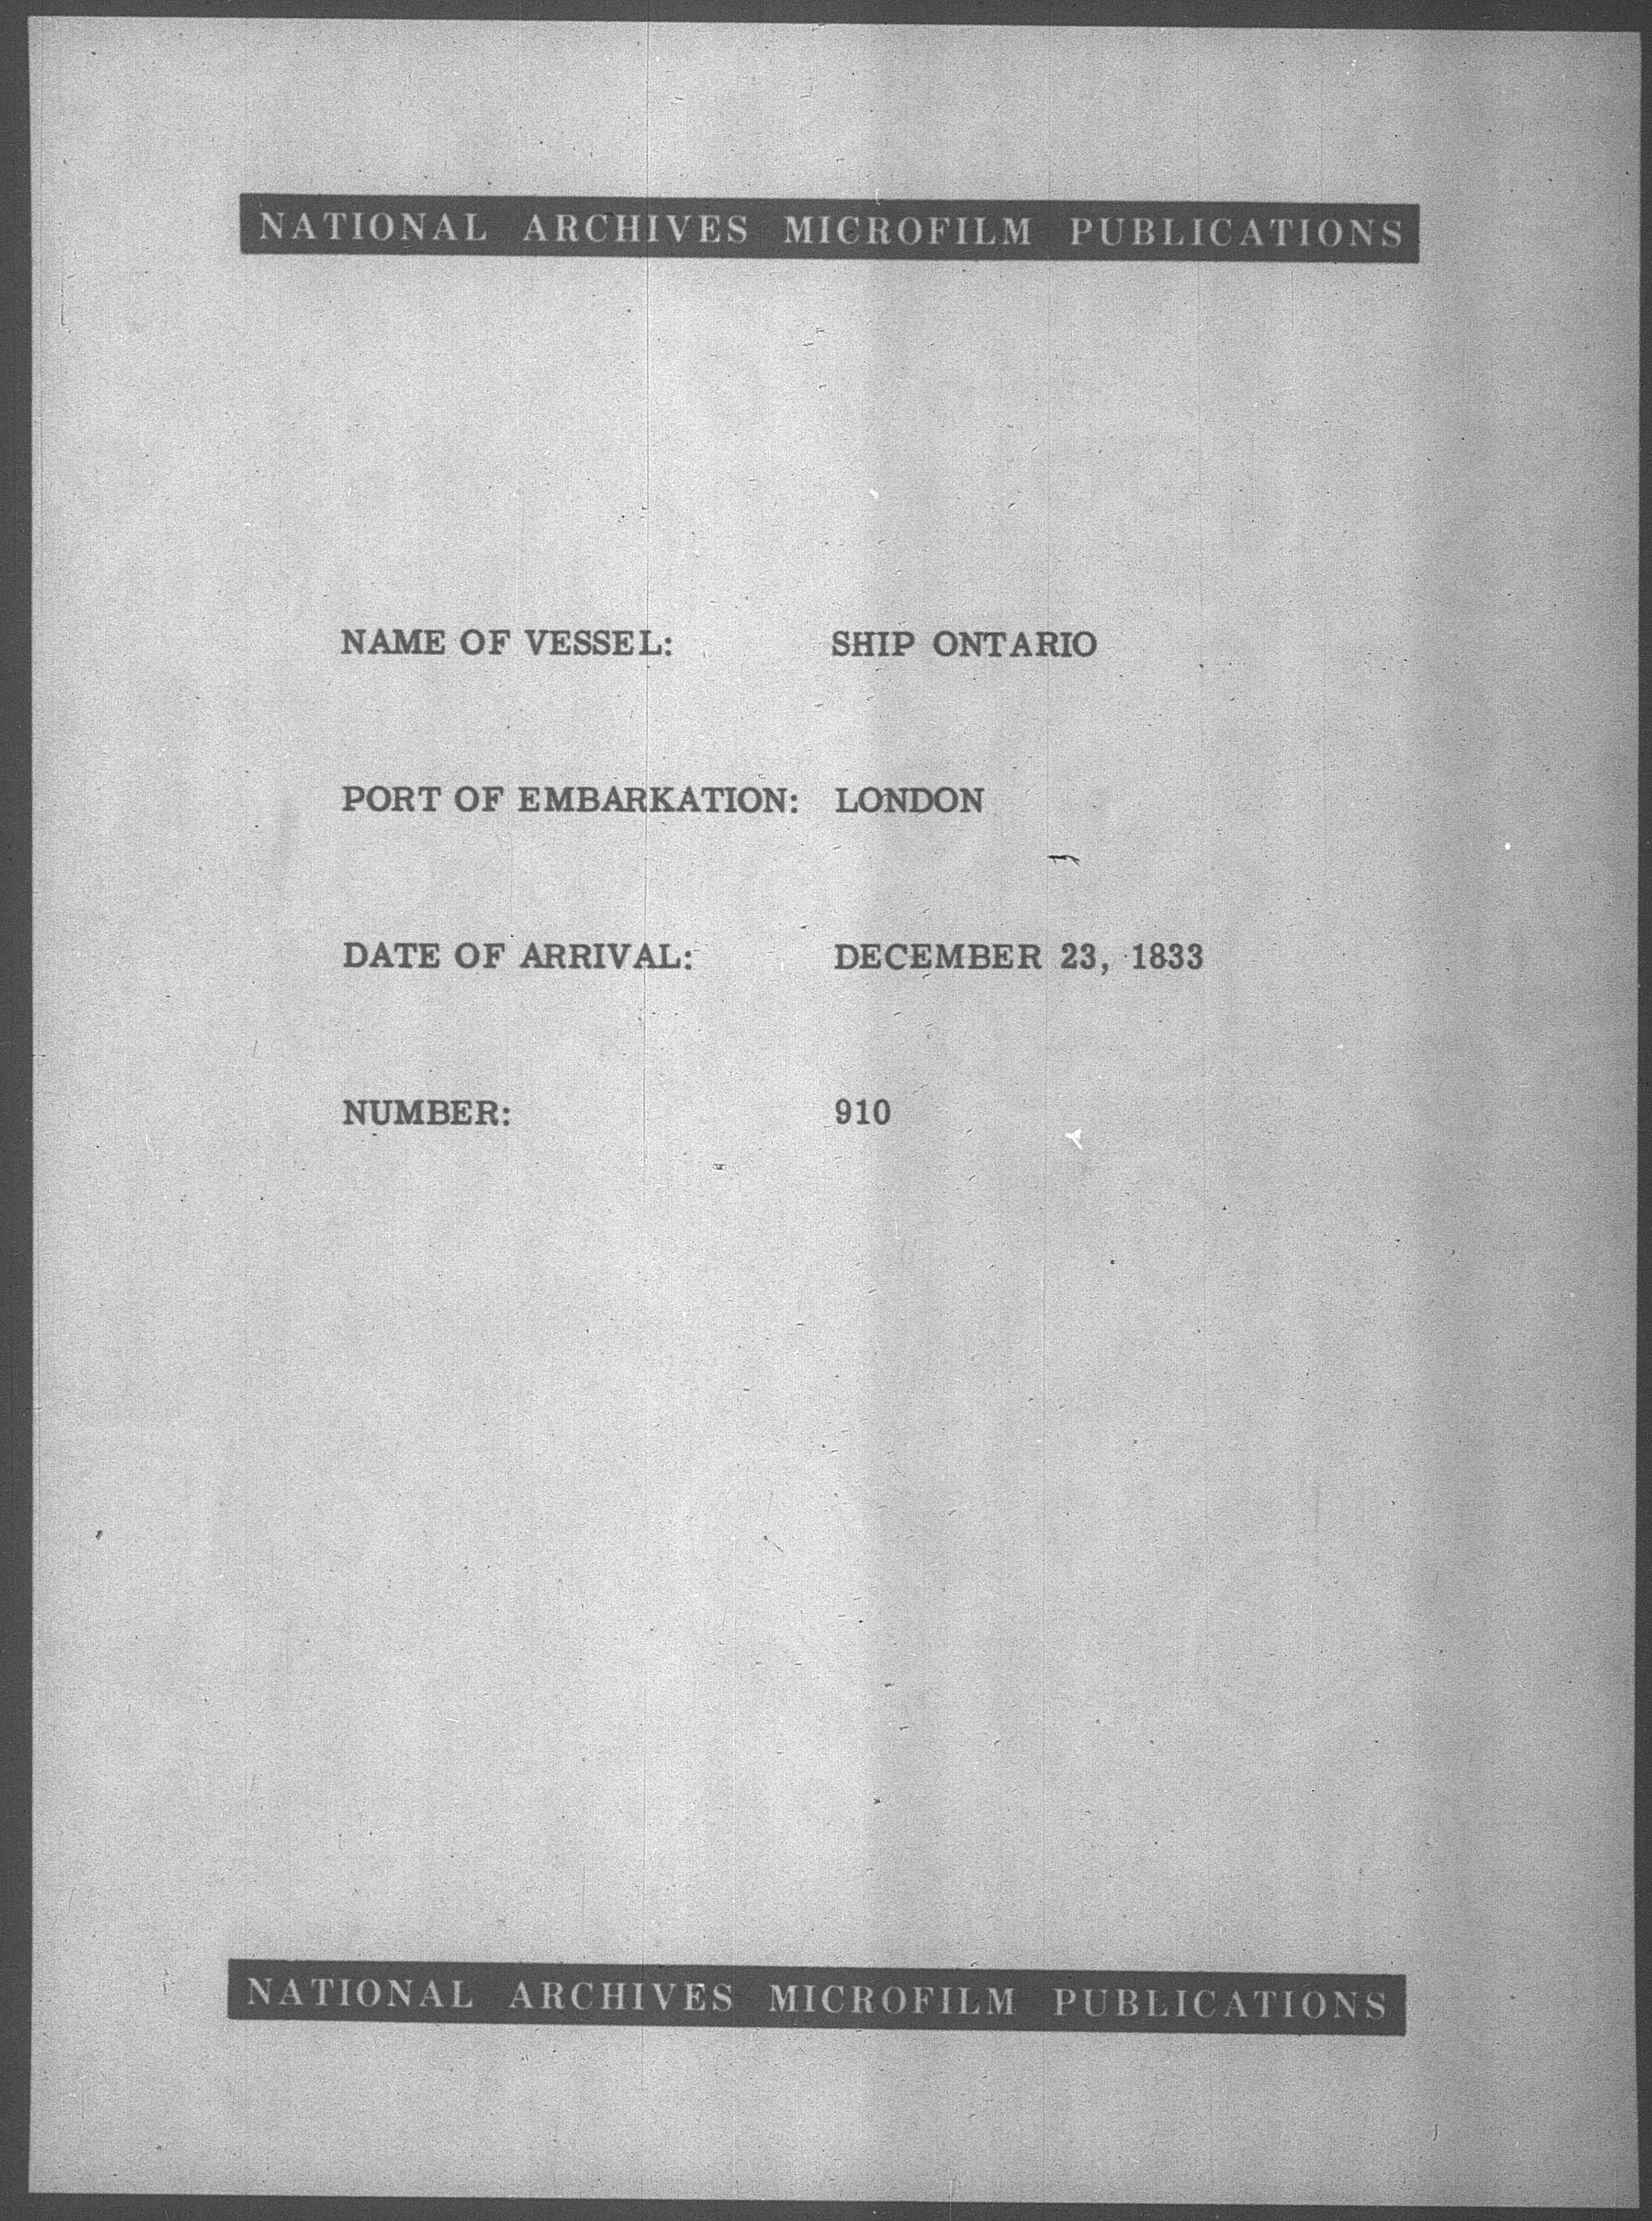 NATIONAL ARCHIVES MICROFILM PUBLICATIONS
NAME OF VESSEL: SHIP ONTARIO
PORT OF EMBARKATION: LONDON
DATE OF ARRIVAL: DECEMBER 23, 1833
NUMBER: 910
NATIONAL ARCHIVES MICROFILM PUBLICATIONS